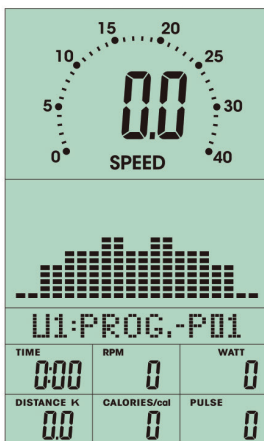 15 20
10 25
5 30
0 40
0.0
SPEED
U1:PROG.-P01
TIME RPM WATT
0:00 0 0
DISTANCE K CALORIES/cal PULSE
0.0 0 0